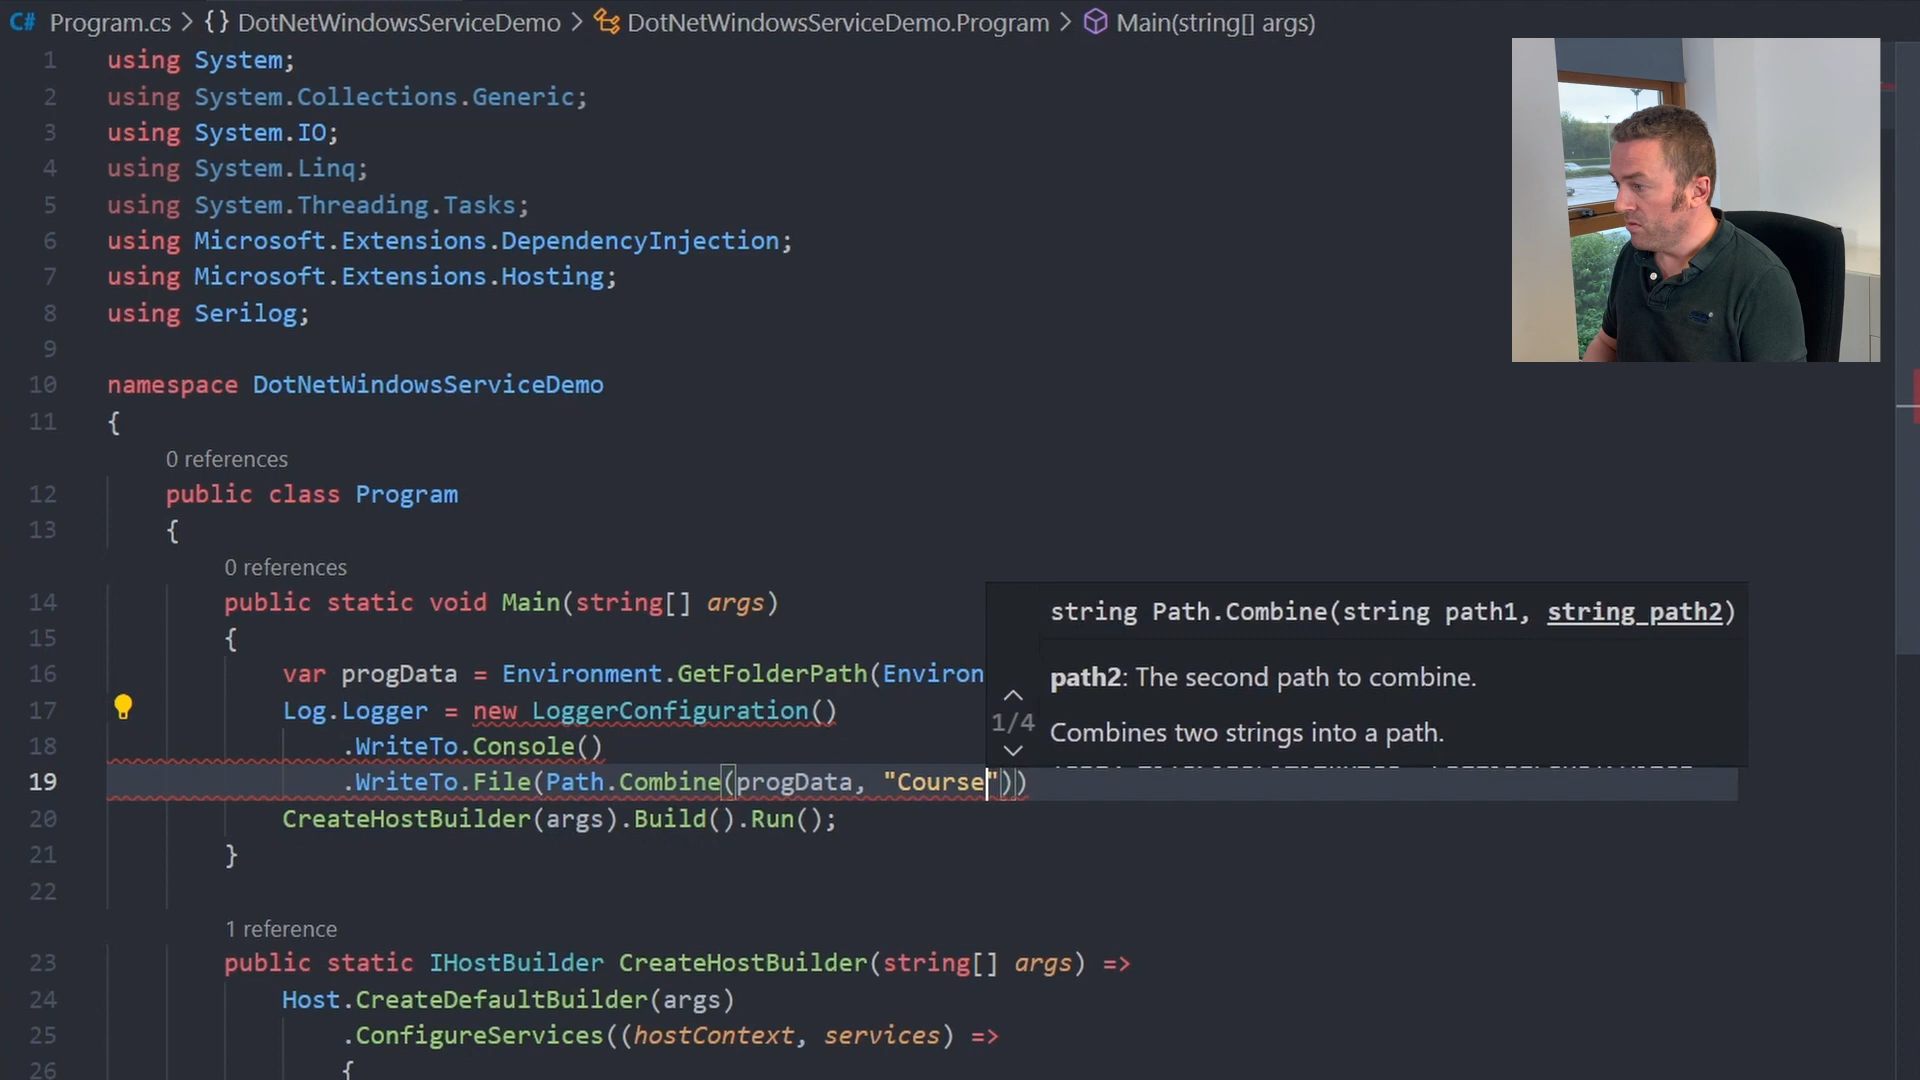 C# Program.cs > {} DotNetWindowsServiceDemo > DotNetWindowsServiceDemo.Program > Main(string[] args)
1 using System;
2 using System.Collections.Generic;
3 using System.IO;
4 using System.Linq;
5 using System.Threading.Tasks;
6 using Microsoft.Extensions.DependencyInjection;
7 using Microsoft.Extensions.Hosting;
8 using Serilog;
9
10 namespace DotNetWindowsServiceDemo
11 {
0 references
12 public class Program
13 {
0 references
14 public static void Main(string[] args)
15 {
16 var progData = Environment.GetFolderPath(Environ
17 Log.Logger = new LoggerConfiguration()
18 .WriteTo.Console()
19 .WriteTo.File(Path.Combine(progData, "Course"))
string Path.Combine(string path1, string path2)
path2: The second path to combine.
1/4
Combines two strings into a path.
20 CreateHostBuilder(args).Build().Run();
21 }
22
1 reference
23 public static IHostBuilder CreateHostBuilder(string[] args) =>
24 Host.CreateDefaultBuilder(args)
25 .ConfigureServices((hostContext, services) =>
26 {